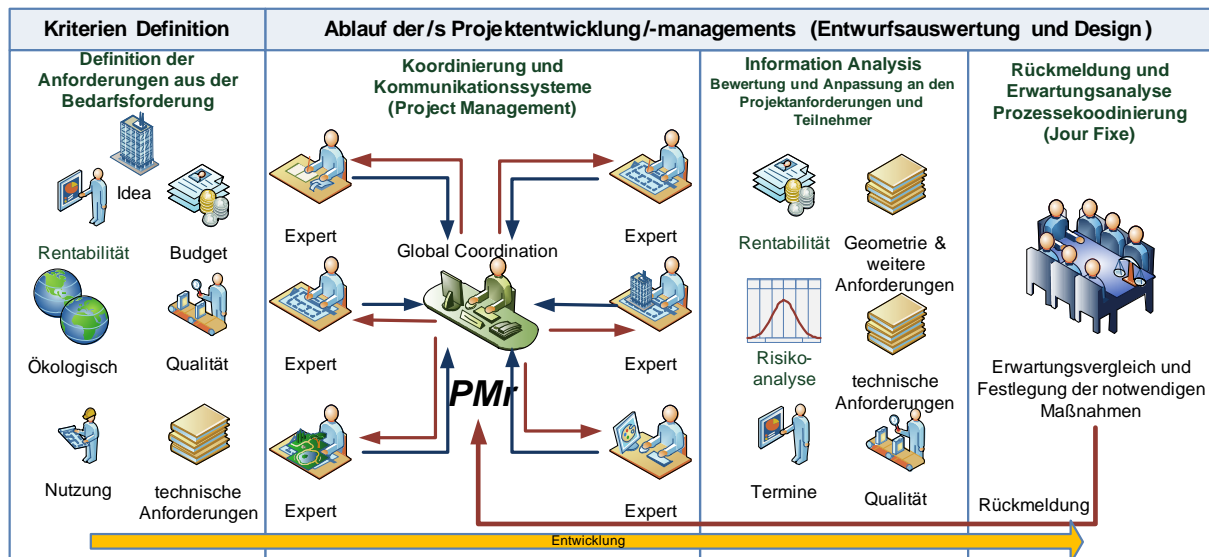 Kriterien Definition
Ablauf der/s Projektentwicklung/-managements (Entwurfsauswertung und Design)
Definition der
Anforderungen aus der
Bedarfsforderung
Idea
Rentabilität
Budget
Ökologisch
Qualität
Nutzung
technische
Anforderungen
Koordinierung und
Kommunikationssysteme
(Project Management)
Expert
Expert
Global Coordination
Expert
Expert
PMr
Expert
Expert
Information Analysis
Bewertung und Anpassung an den
Projektanforderungen und
Teilnehmer
Rentabilität
Geometrie &
weitere
Anforderungen
Risiko-
analyse
technische
Anforderungen
Termine
Qualität
Rückmeldung und
Erwartungsanalyse
Prozessekoodinierung
(Jour Fixe)
Erwartungsvergleich und
Festlegung der notwendigen
Maßnahmen
Rückmeldung
Entwicklung